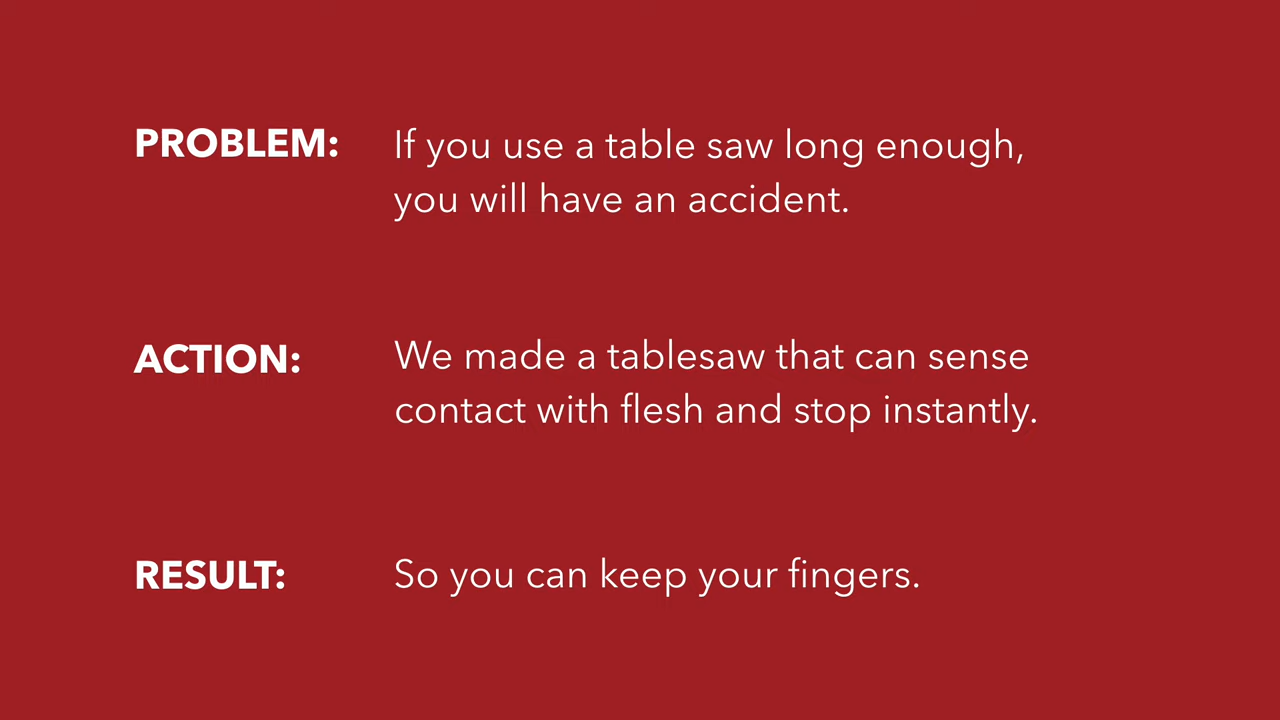 PROBLEM: If you use a table saw long enough,
you will have an accident.
ACTION: We made a tablesaw that can sense
contact with flesh and stop instantly.
RESULT: So you can keep your fingers.